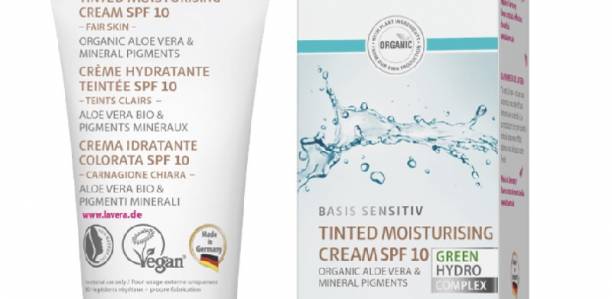 TINTED MOISTURISING
CREAM SPF 10
– FAIR SKIN –
ORGANIC ALOE VERA &
MINERAL PIGMENTS
CRÈME HYDRATANTE
TEINTÉE SPF 10
– TEINTS CLAIRS –
ALOE VERA BIO &
PIGMENTS MINÉRAUX
CREMA IDRATANTE
COLORATA SPF 10
– CARNAGIONE CHIARA –
ALOE VERA BIO &
PIGMENTI MINERALI
www.lavera.de
Vegan
Made in
Germany
ORGANIC
BASIS SENSITIV
TINTED MOISTURISING
CREAM SPF 10
ORGANIC ALOE VERA &
MINERAL PIGMENTS
GREEN
HYDRO
COMPLEX